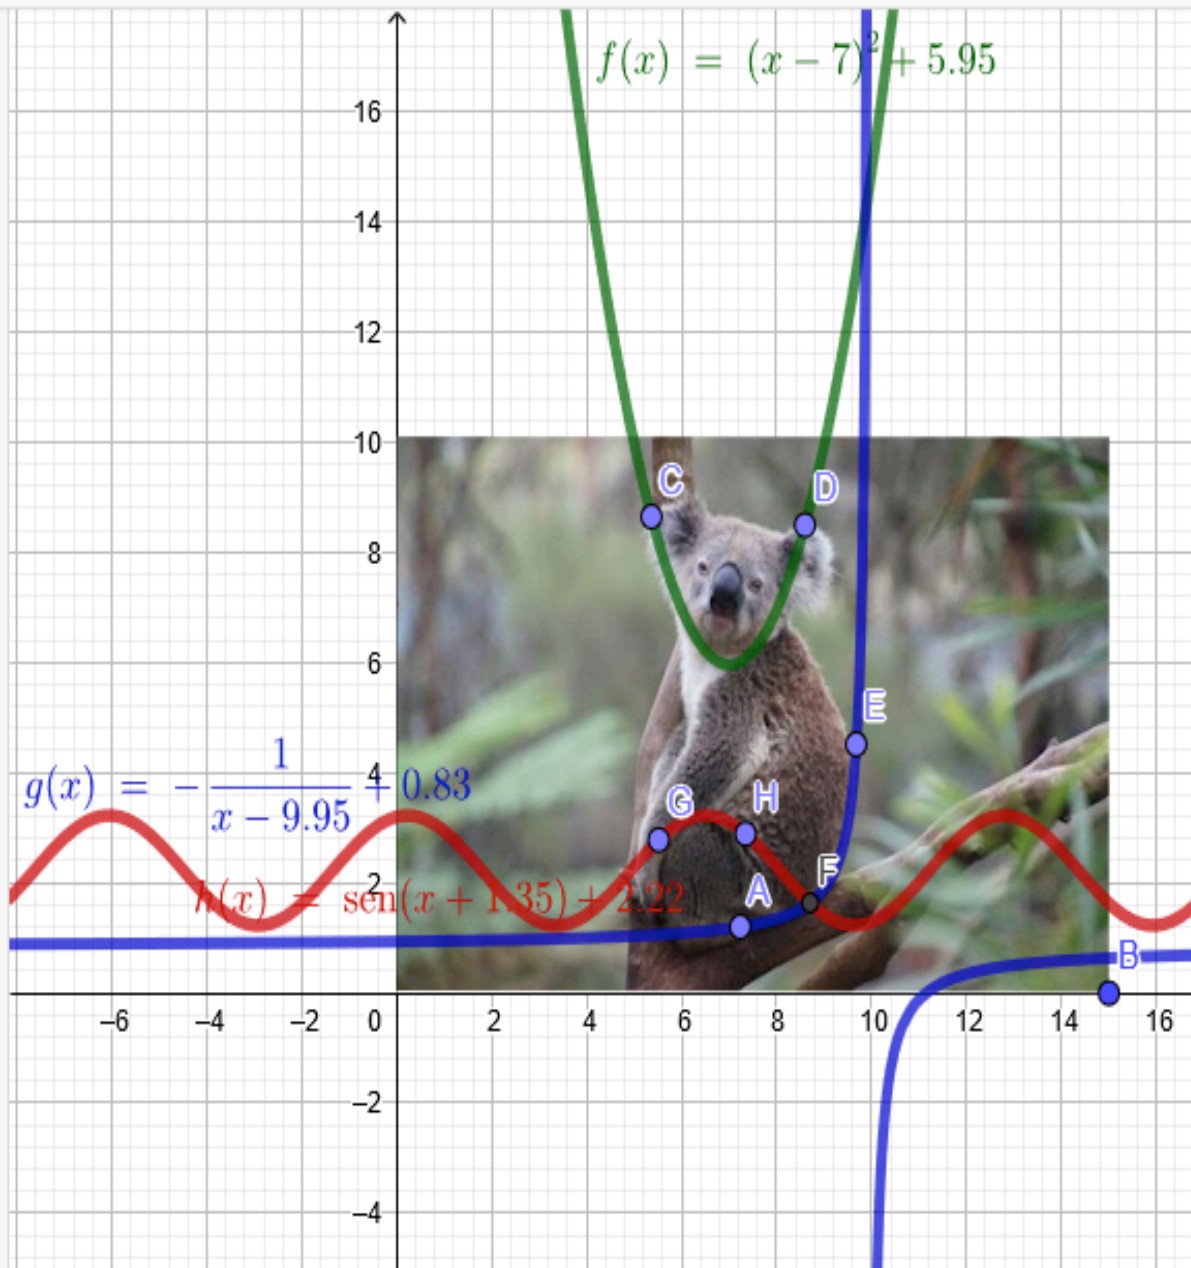 f(x) = (x − 7)² + 5.95
16
14
12
10
C
D
8
6
E
4
g(x) = −1/(x − 9.95) + 0.83
G
H
2
h(x) = sen(x + 1.35) + 2.22
F
A
B
−6 −4 −2 0 2 4 6 8 10 12 14 16
−2
−4